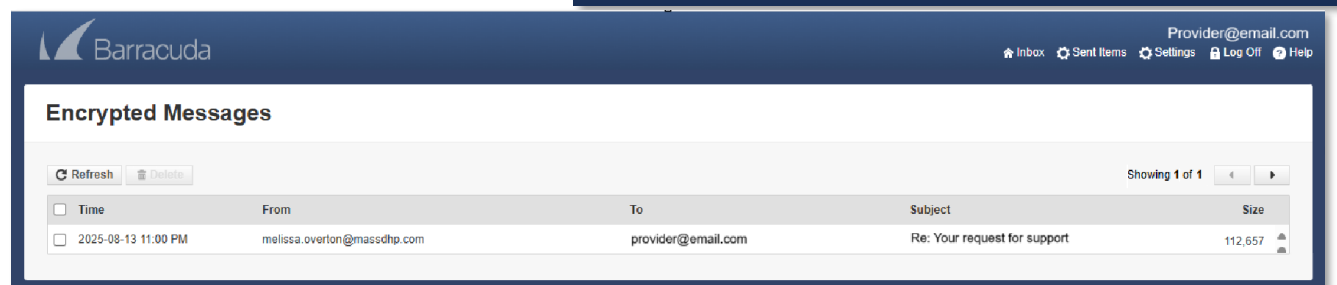 Barracuda
Provider@email.com
Inbox Sent Items Settings Log Off Help
Encrypted Messages
Refresh Delete Showing 1 of 1
Time From To Subject Size
2025-08-13 11:00 PM melissa.overton@massdhp.com provider@email.com Re: Your request for support 112,657